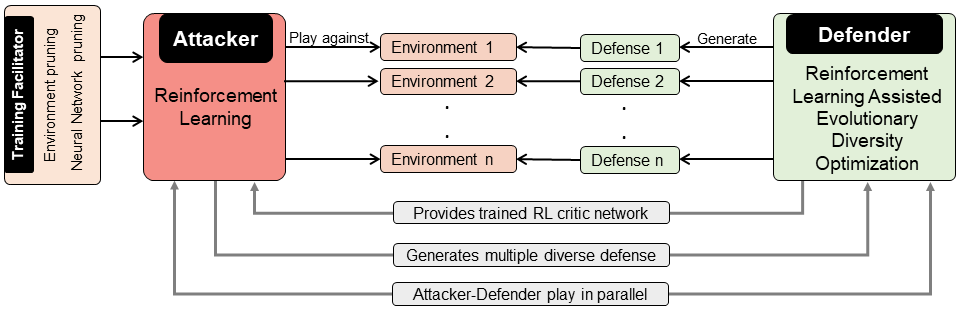 Training Facilitator
Environment pruning
Neural Network pruning
Attacker
Reinforcement
Learning
Play against
Environment 1
Environment 2
.
.
Environment n
Defense 1
Defense 2
.
.
Defense n
Generate
Defender
Reinforcement
Learning Assisted
Evolutionary
Diversity
Optimization
Provides trained RL critic network
Generates multiple diverse defense
Attacker-Defender play in parallel